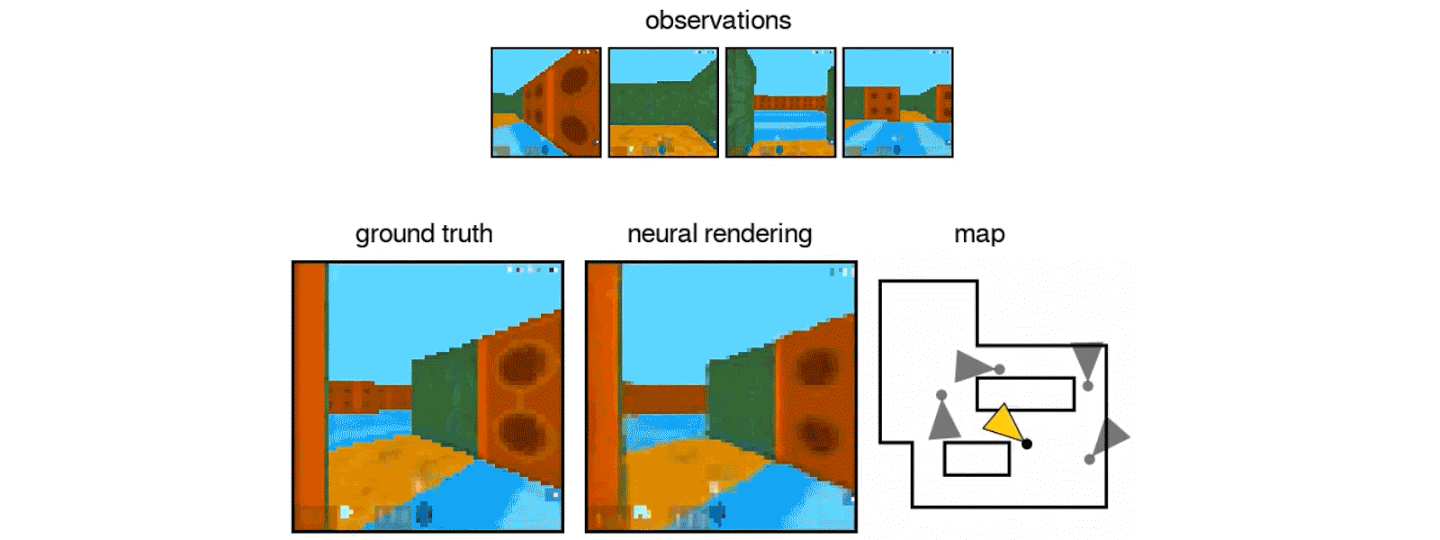 observations
ground truth
neural rendering
map